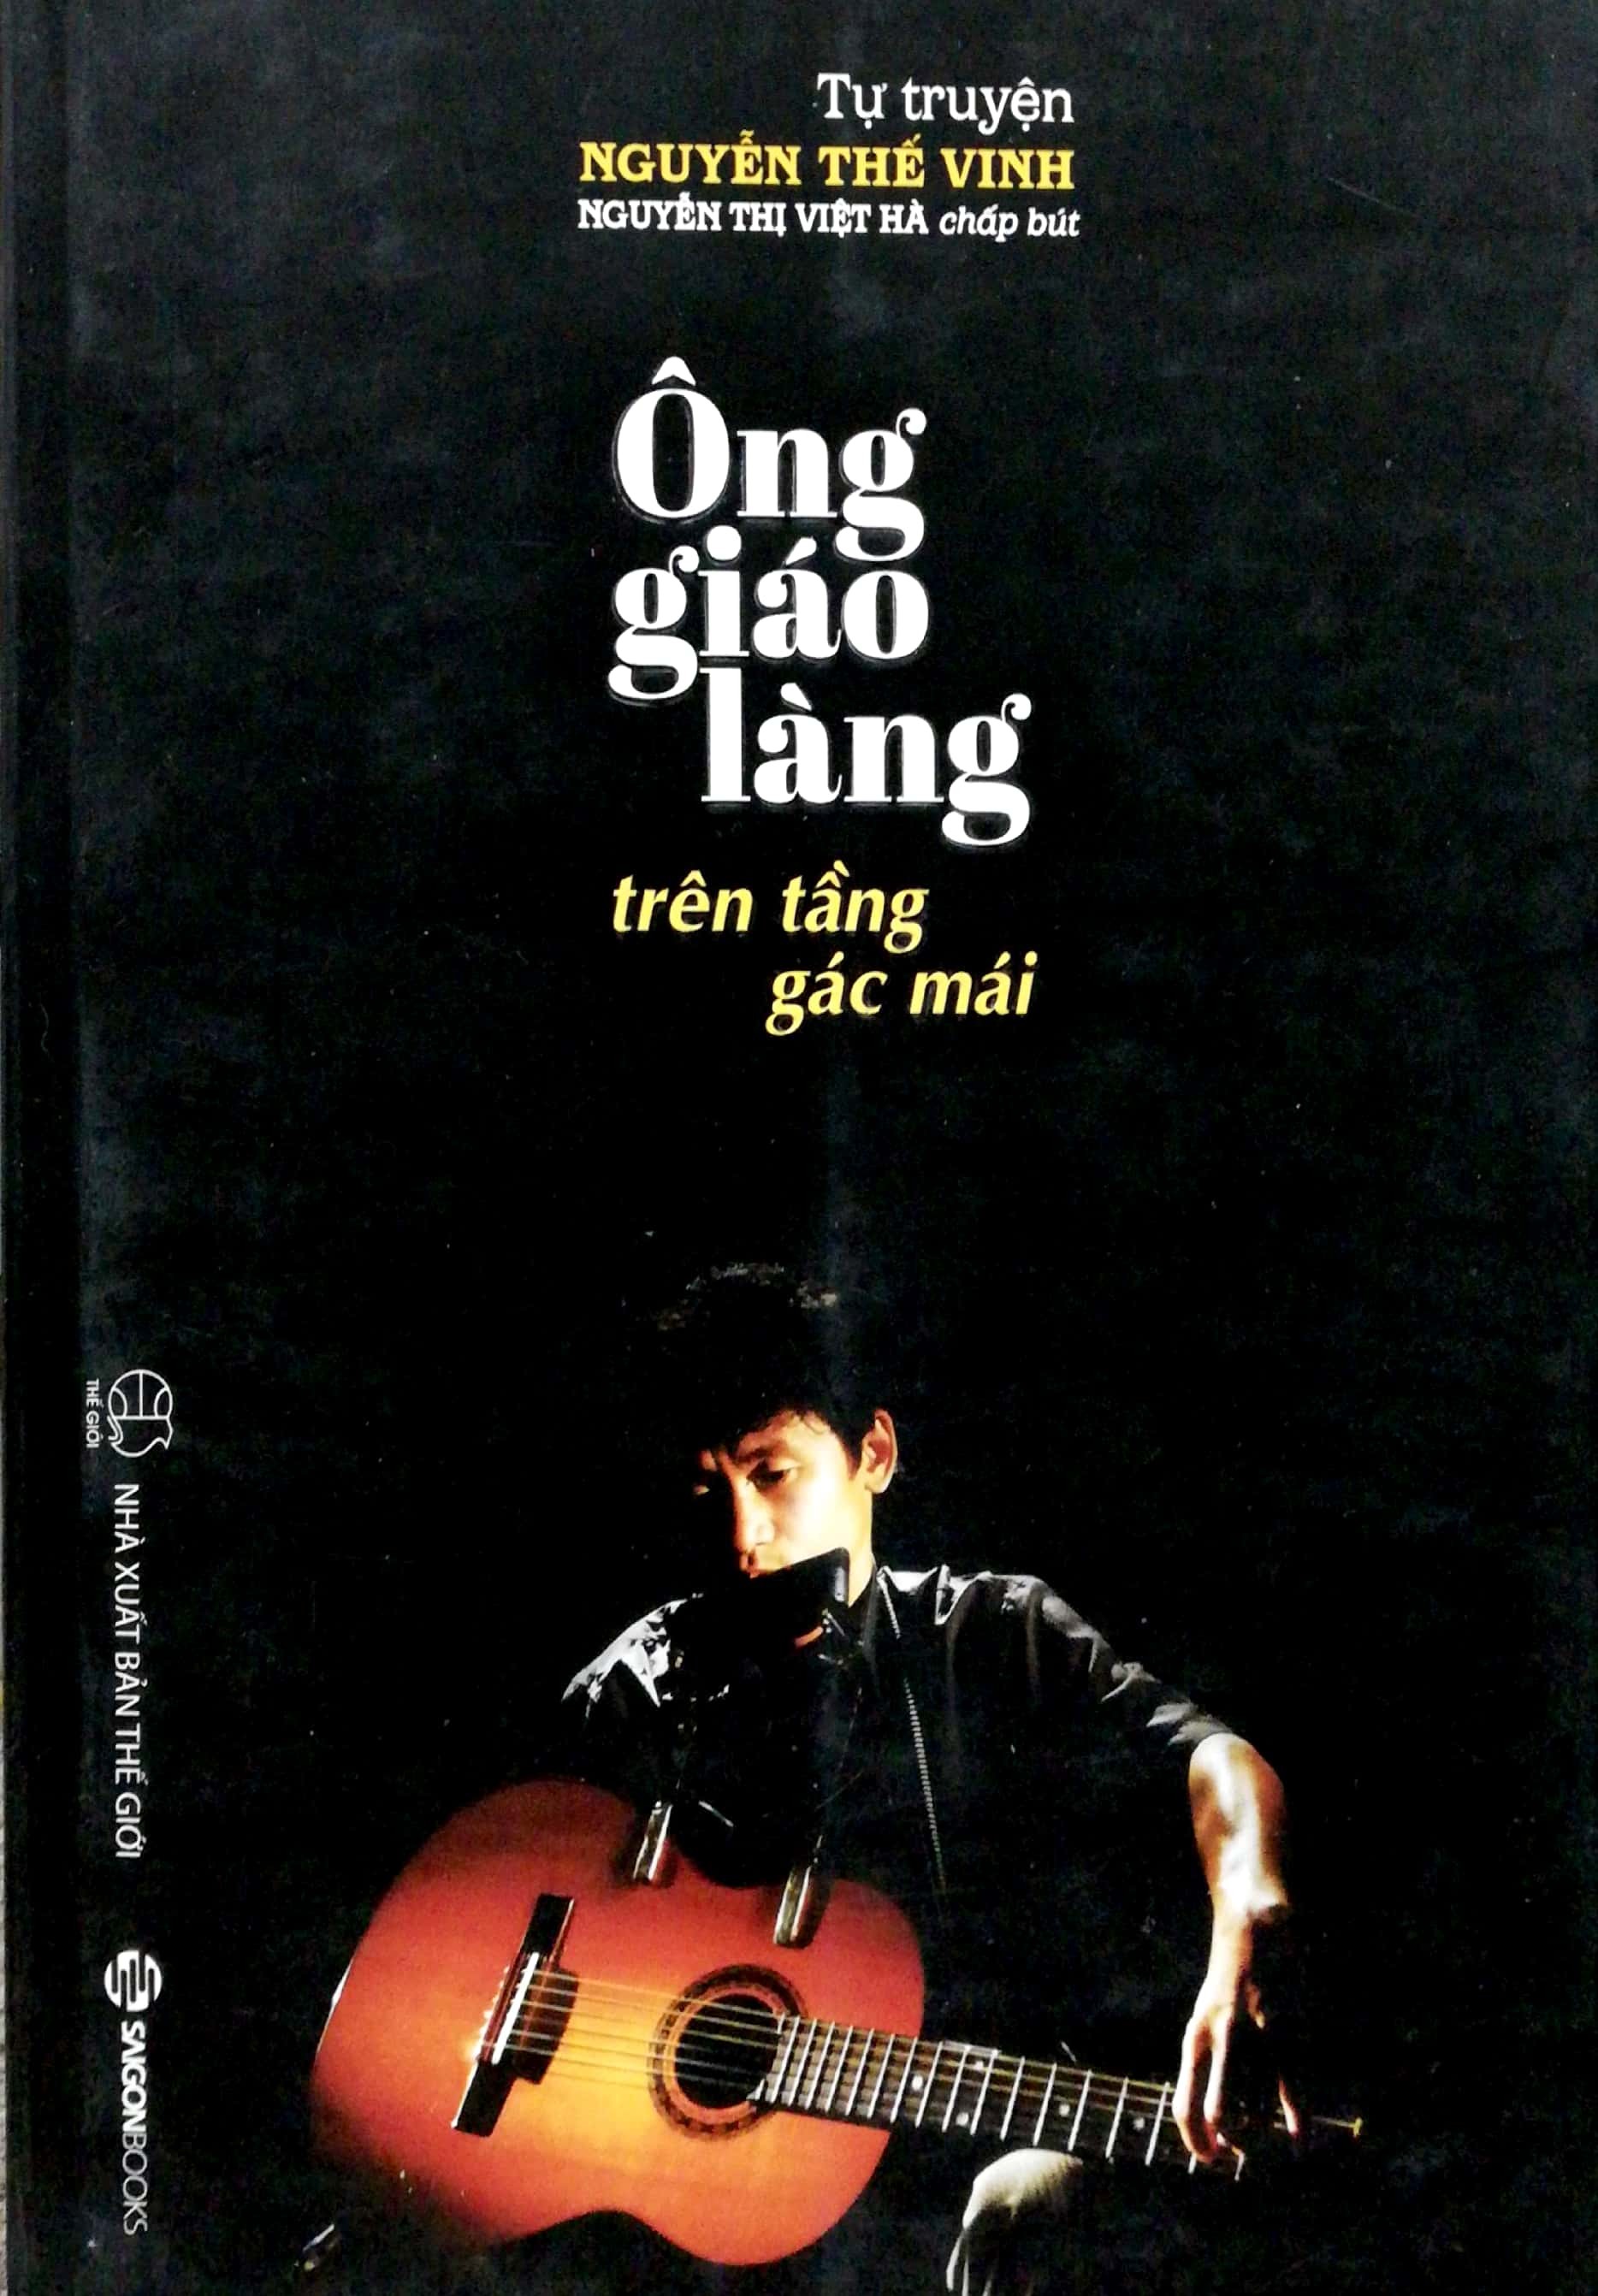 Tự truyện
NGUYỄN THẾ VINH
NGUYỄN THỊ VIỆT HÀ chấp bút
Ông
giáo
làng
trên tầng
gác mái
THẾ GIỚI
NHÀ XUẤT BẢN THẾ GIỚI
SAIGONBOOKS